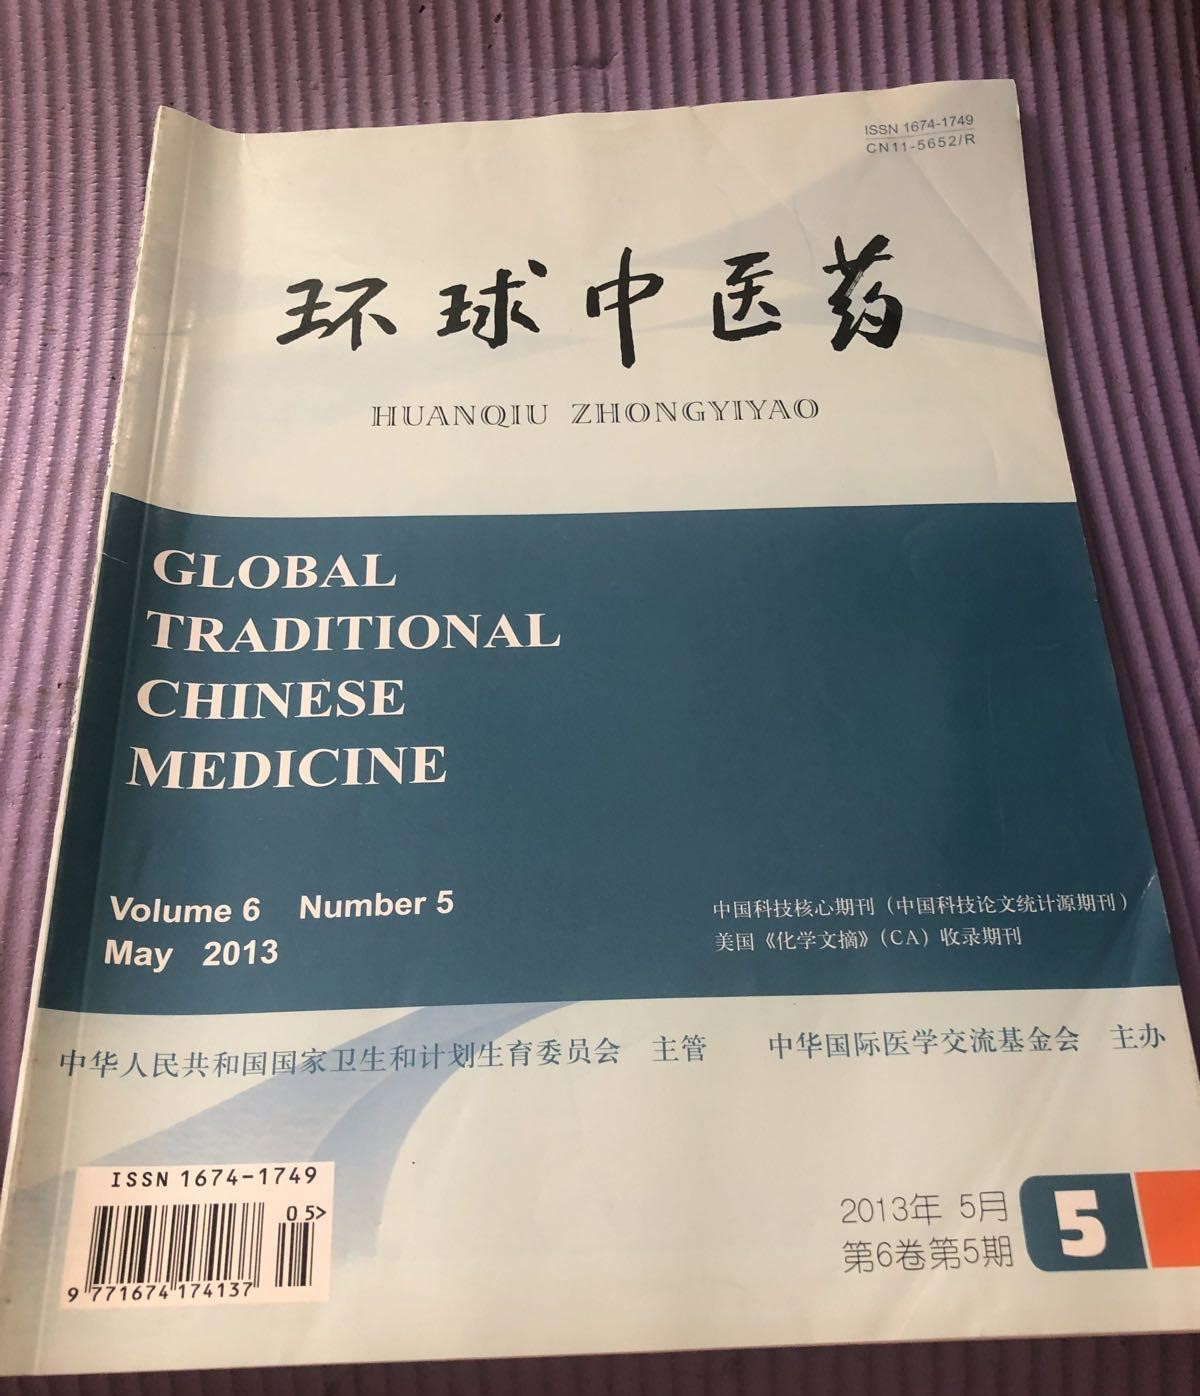 ISSN 1674-1749
CN11-5652/R
环球中医药
HUANQIU ZHONGYIYAO
GLOBAL
TRADITIONAL
CHINESE
MEDICINE
Volume 6 Number 5
May 2013
中国科技核心期刊（中国科技论文统计源期刊）
美国《化学文摘》（CA）收录期刊
中华人民共和国国家卫生和计划生育委员会 主管 中华国际医学交流基金会 主办
ISSN 1674-1749
05>
9 771674 174137
2013年 5月
第6卷第5期
5